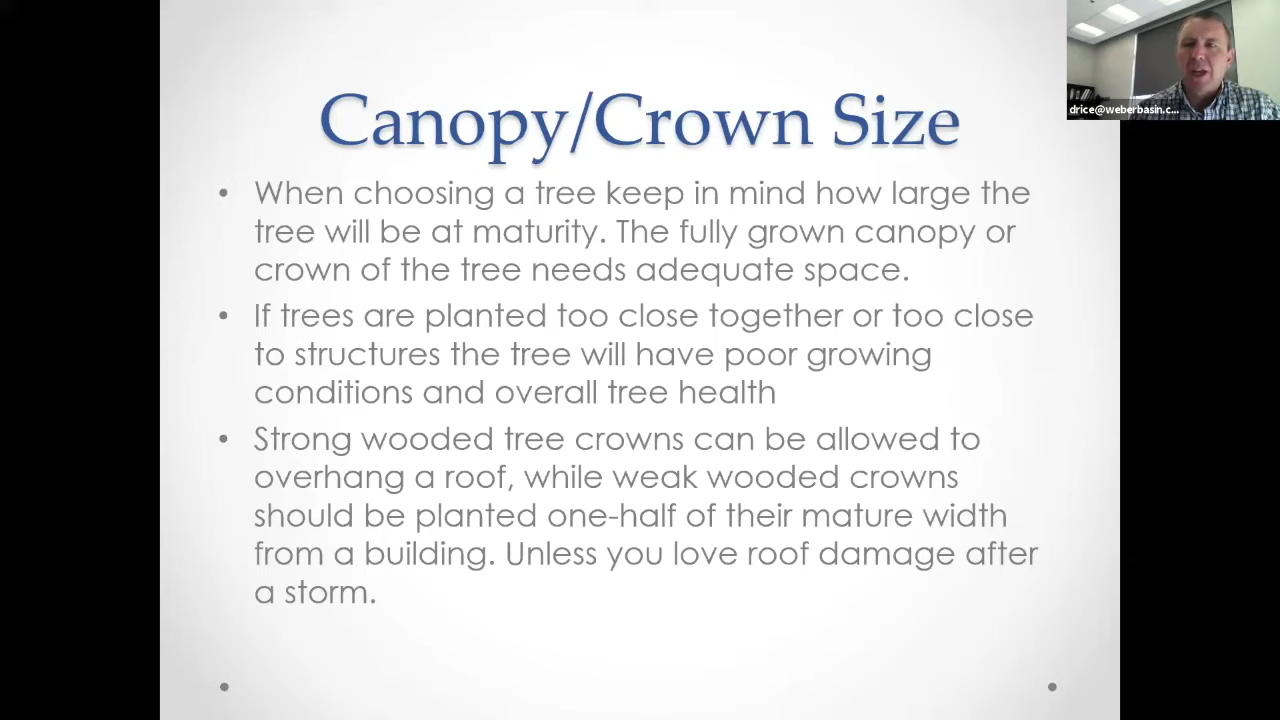 Canopy/Crown Size
drice@weberbasin.c...
• When choosing a tree keep in mind how large the
tree will be at maturity. The fully grown canopy or
crown of the tree needs adequate space.
• If trees are planted too close together or too close
to structures the tree will have poor growing
conditions and overall tree health
• Strong wooded tree crowns can be allowed to
overhang a roof, while weak wooded crowns
should be planted one-half of their mature width
from a building. Unless you love roof damage after
a storm.